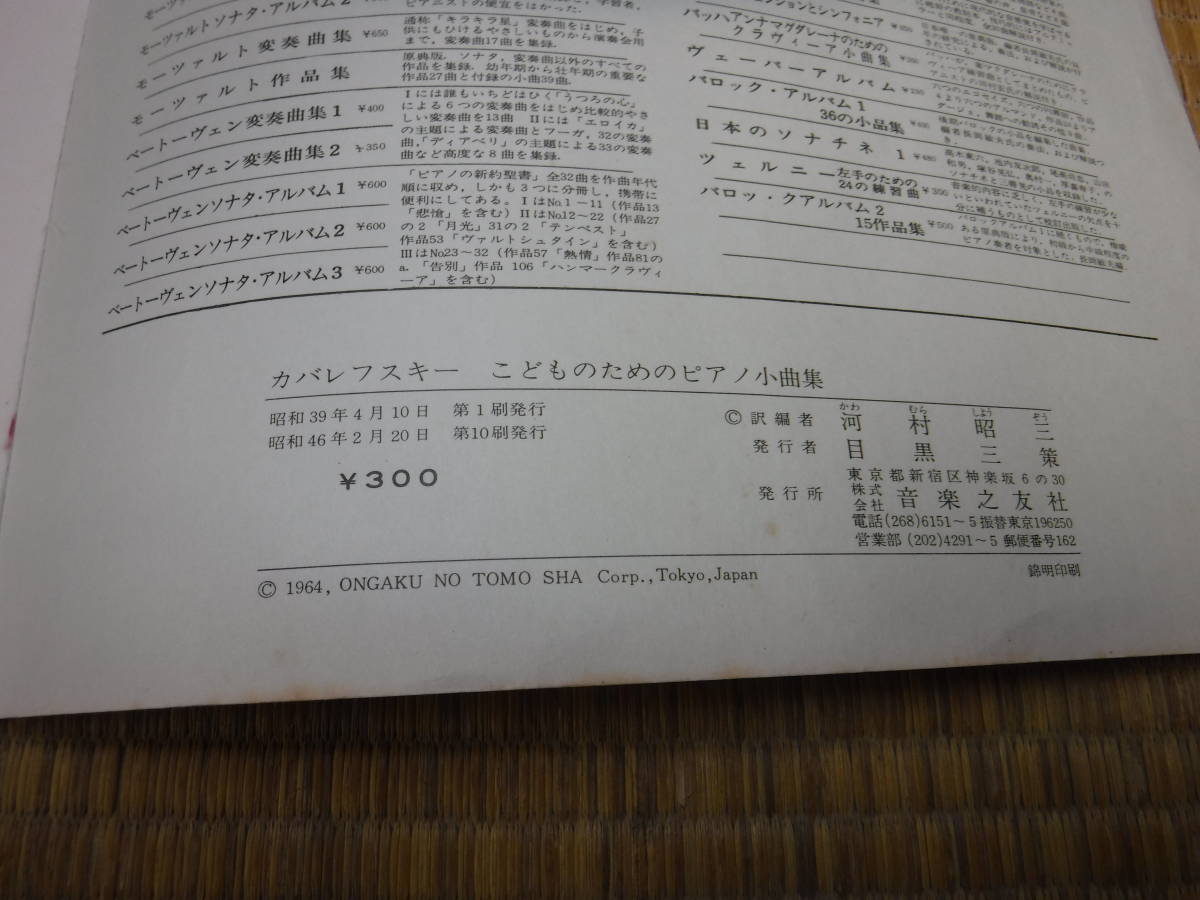 モーツァルトソナタ・アルバム2
ピアニストの便宜をはかった.
モーツァルト変奏曲集 ¥650
通称「キラキラ星」変奏曲をはじめ, 子
供にもひけるやさしいものから演奏会用
まで, 変奏曲17曲を集録.
モーツァルト作品集
原典版. ソナタ, 変奏曲以外のすべての
作品を集録. 幼年期から壮年期の重要な
作品27曲と付録の小曲39曲.
ベートーヴェン変奏曲集1 ¥400
ベートーヴェン変奏曲集2 ¥350
Ⅰには誰もいちどはひく「うつろの心」
による6つの変奏曲をはじめ比較的やさ
しい変奏曲を13曲 Ⅱには「エロイカ」
の主題による変奏曲とフーガ, 32の変奏
曲,「ディアベリ」の主題による33の変奏
曲など高度な8曲を集録.
ベートーヴェンソナタ・アルバム1 ¥600
ベートーヴェンソナタ・アルバム2 ¥600
ベートーヴェンソナタ・アルバム3 ¥600
「ピアノの新約聖書」全32曲を作曲年代
順に収め, しかも3つに分冊し, 携帯に
便利にしてある. ⅠはNo.1~11(作品13
「悲愴」を含む)ⅡはNo.12~22(作品27
の2「月光」31の2「テンペスト」
作品53「ヴァルトシュタイン」を含む)
ⅢはNo23~32(作品57「熱情」作品81の
a.「告別」作品106「ハンマークラヴィ
ーア」を含む)
バッハアンナマグダレーナのための
クラヴィーア小曲集
ヴェーバーアルバム
バロック・アルバム1
36の小品集
日本のソナチネ 1 ¥480
ツェルニー 左手のための
24の練習曲 ¥300
バロック・アルバム2
15作品集 ¥500
カバレフスキー こどものためのピアノ小曲集
昭和39年4月10日 第1刷発行
昭和46年2月20日 第10刷発行
¥300
かわ むら しよう ぞう
© 訳編者 河村昭三
発行者 目黒三策
東京都新宿区神楽坂6の30
発行所 株式会社 音楽之友社
電話(268)6151~5 振替東京196250
営業部(202)4291~5 郵便番号162
© 1964, ONGAKU NO TOMO SHA Corp.,Tokyo,Japan
錦明印刷